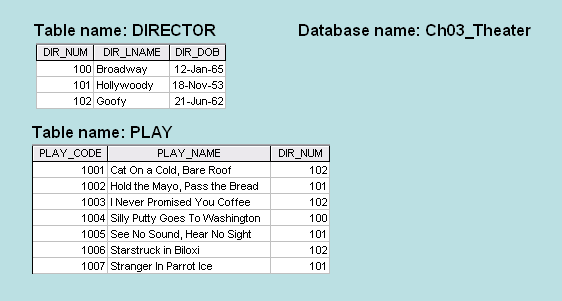 Table name: DIRECTOR Database name: Ch03_Theater
DIR_NUM DIR_LNAME DIR_DOB
100 Broadway 12-Jan-65
101 Hollywoody 18-Nov-53
102 Goofy 21-Jun-62
Table name: PLAY
PLAY_CODE PLAY_NAME DIR_NUM
1001 Cat On a Cold, Bare Roof 102
1002 Hold the Mayo, Pass the Bread 101
1003 I Never Promised You Coffee 102
1004 Silly Putty Goes To Washington 100
1005 See No Sound, Hear No Sight 101
1006 Starstruck in Biloxi 102
1007 Stranger In Parrot Ice 101